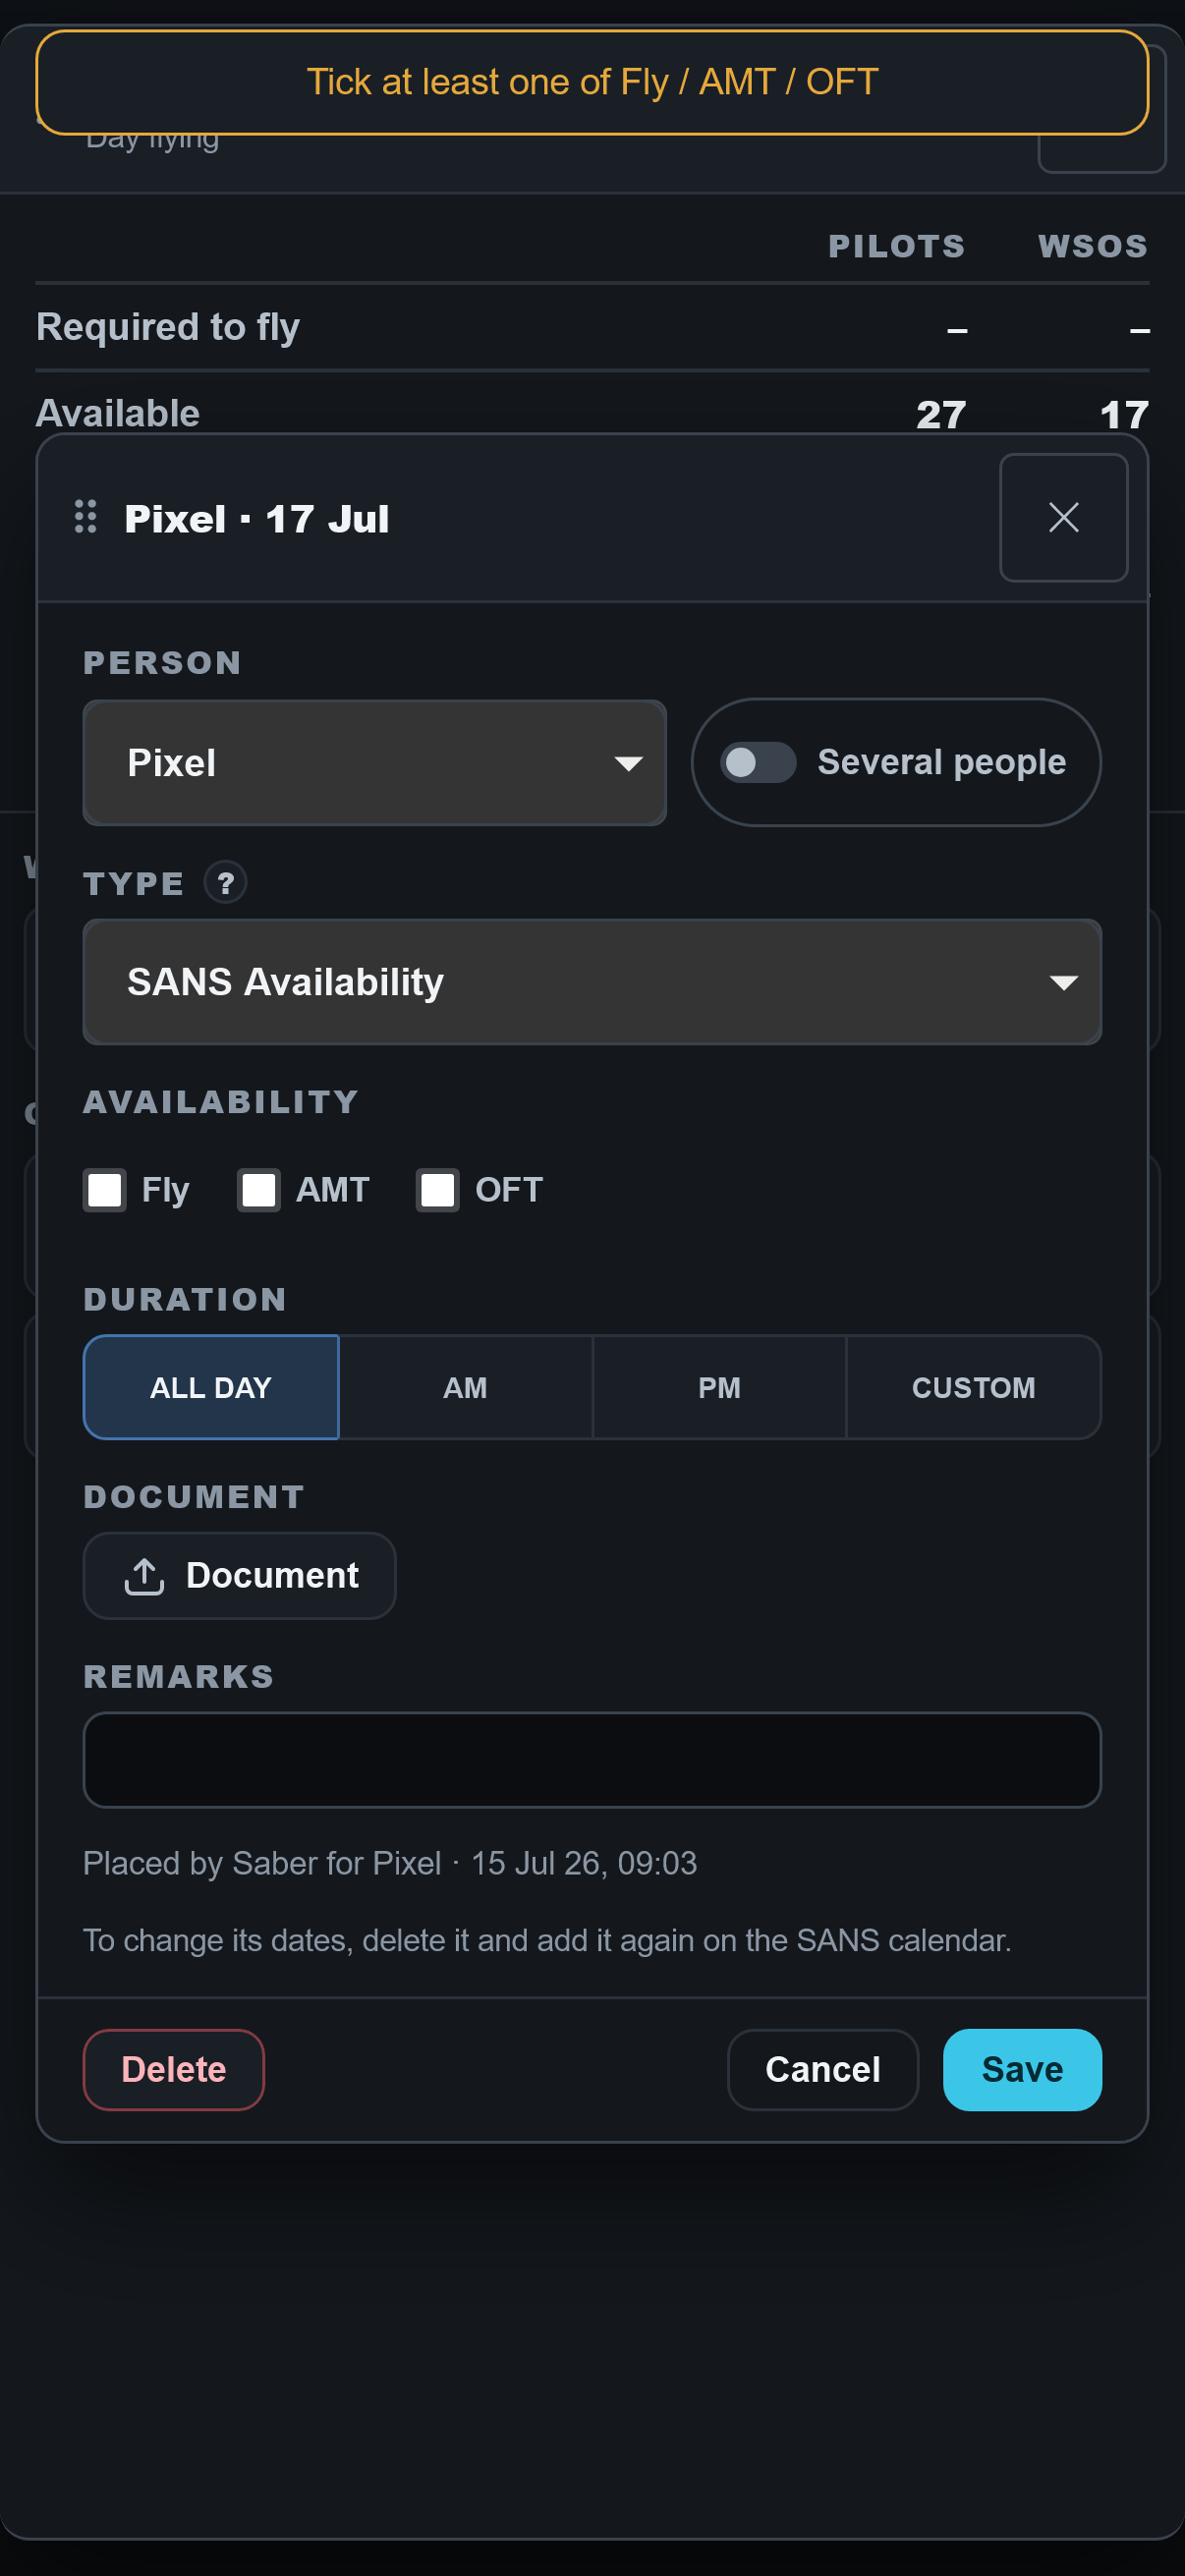 Tick at least one of Fly / AMT / OFT
Day flying
PILOTS WSOS
Required to fly – –
Available 27 17
Pixel · 17 Jul
PERSON
Pixel Several people
TYPE ?
SANS Availability
AVAILABILITY
Fly AMT OFT
DURATION
ALL DAY AM PM CUSTOM
DOCUMENT
Document
REMARKS
Placed by Saber for Pixel · 15 Jul 26, 09:03
To change its dates, delete it and add it again on the SANS calendar.
Delete Cancel Save